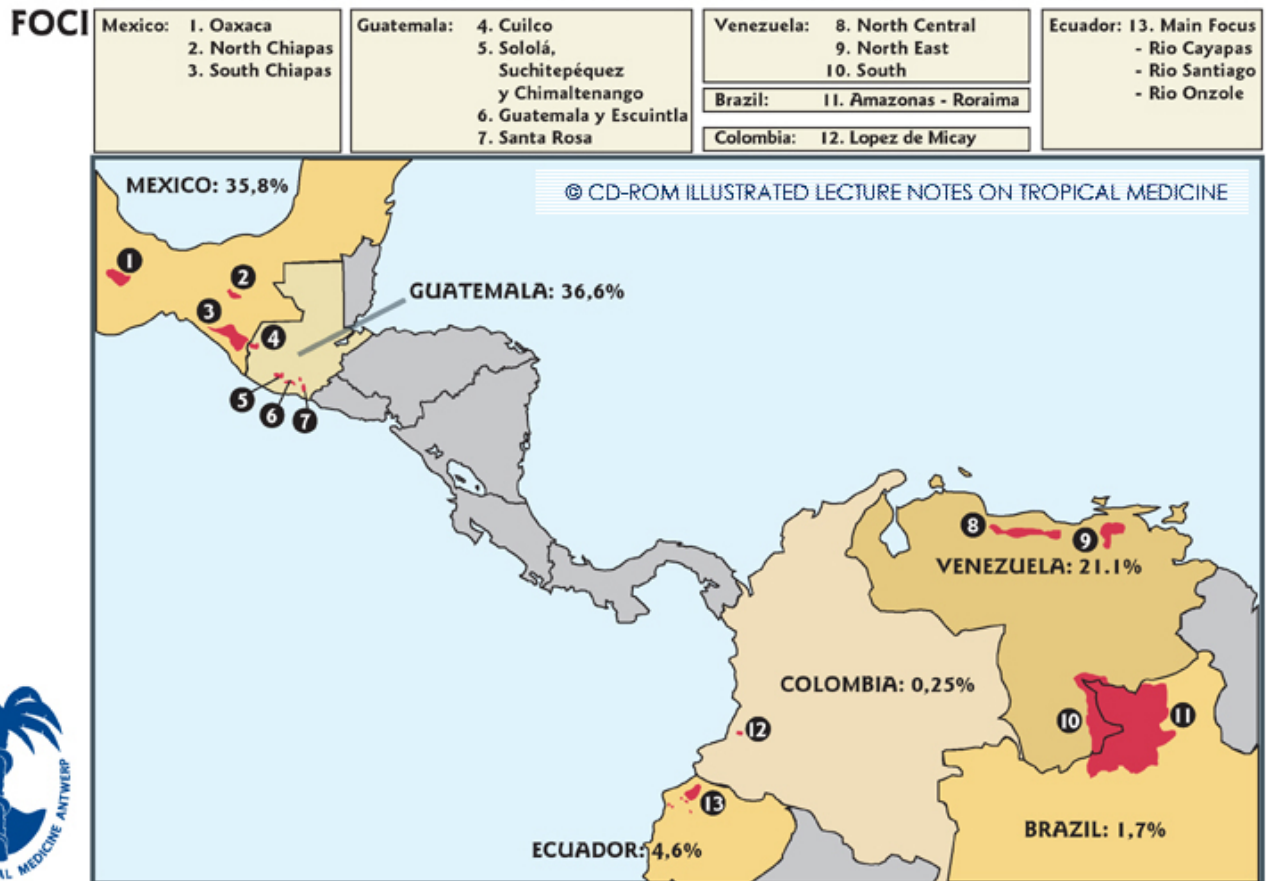 FOCI
Mexico: 1. Oaxaca
2. North Chiapas
3. South Chiapas
Guatemala: 4. Cuilco
5. Sololá,
Suchitepéquez
y Chimaltenango
6. Guatemala y Escuintla
7. Santa Rosa
Venezuela: 8. North Central
9. North East
10. South
Brazil: 11. Amazonas - Roraima
Colombia: 12. Lopez de Micay
Ecuador: 13. Main Focus
- Rio Cayapas
- Rio Santiago
- Rio Onzole
MEXICO: 35,8%
© CD-ROM ILLUSTRATED LECTURE NOTES ON TROPICAL MEDICINE
1
2
GUATEMALA: 36,6%
3
4
5
6
7
8
9
VENEZUELA: 21.1%
COLOMBIA: 0,25%
10
11
12
13
BRAZIL: 1,7%
ECUADOR: 4,6%
AL MEDICINE ANTWERP